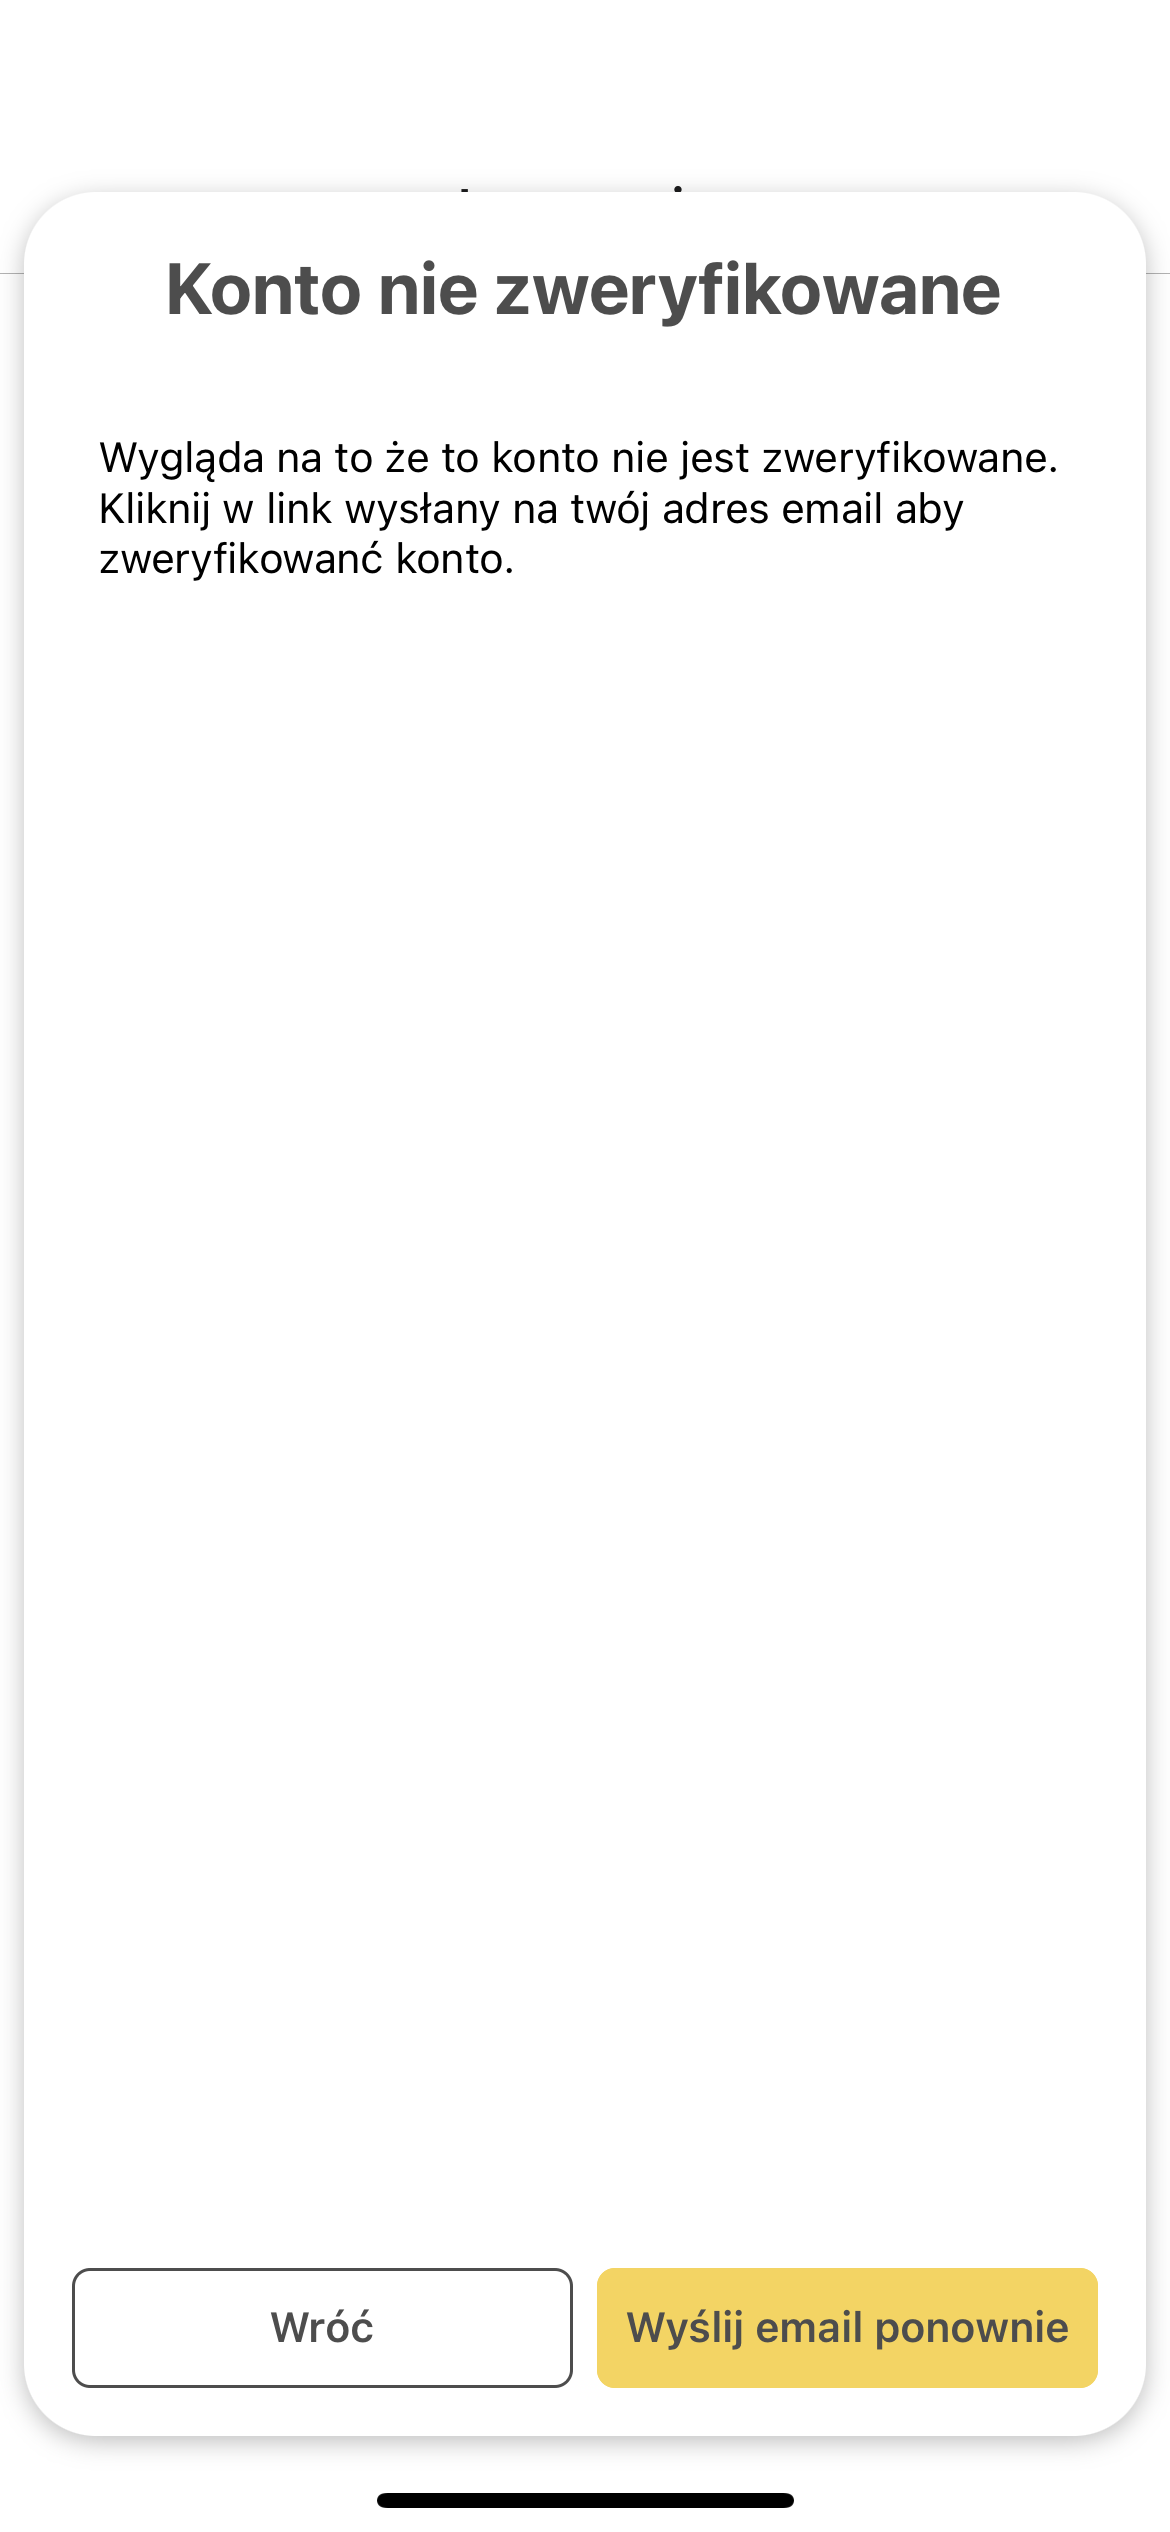 Konto nie zweryfikowane
Wygląda na to że to konto nie jest zweryfikowane.
Kliknij w link wysłany na twój adres email aby
zweryfikowanć konto.
Wróć
Wyślij email ponownie